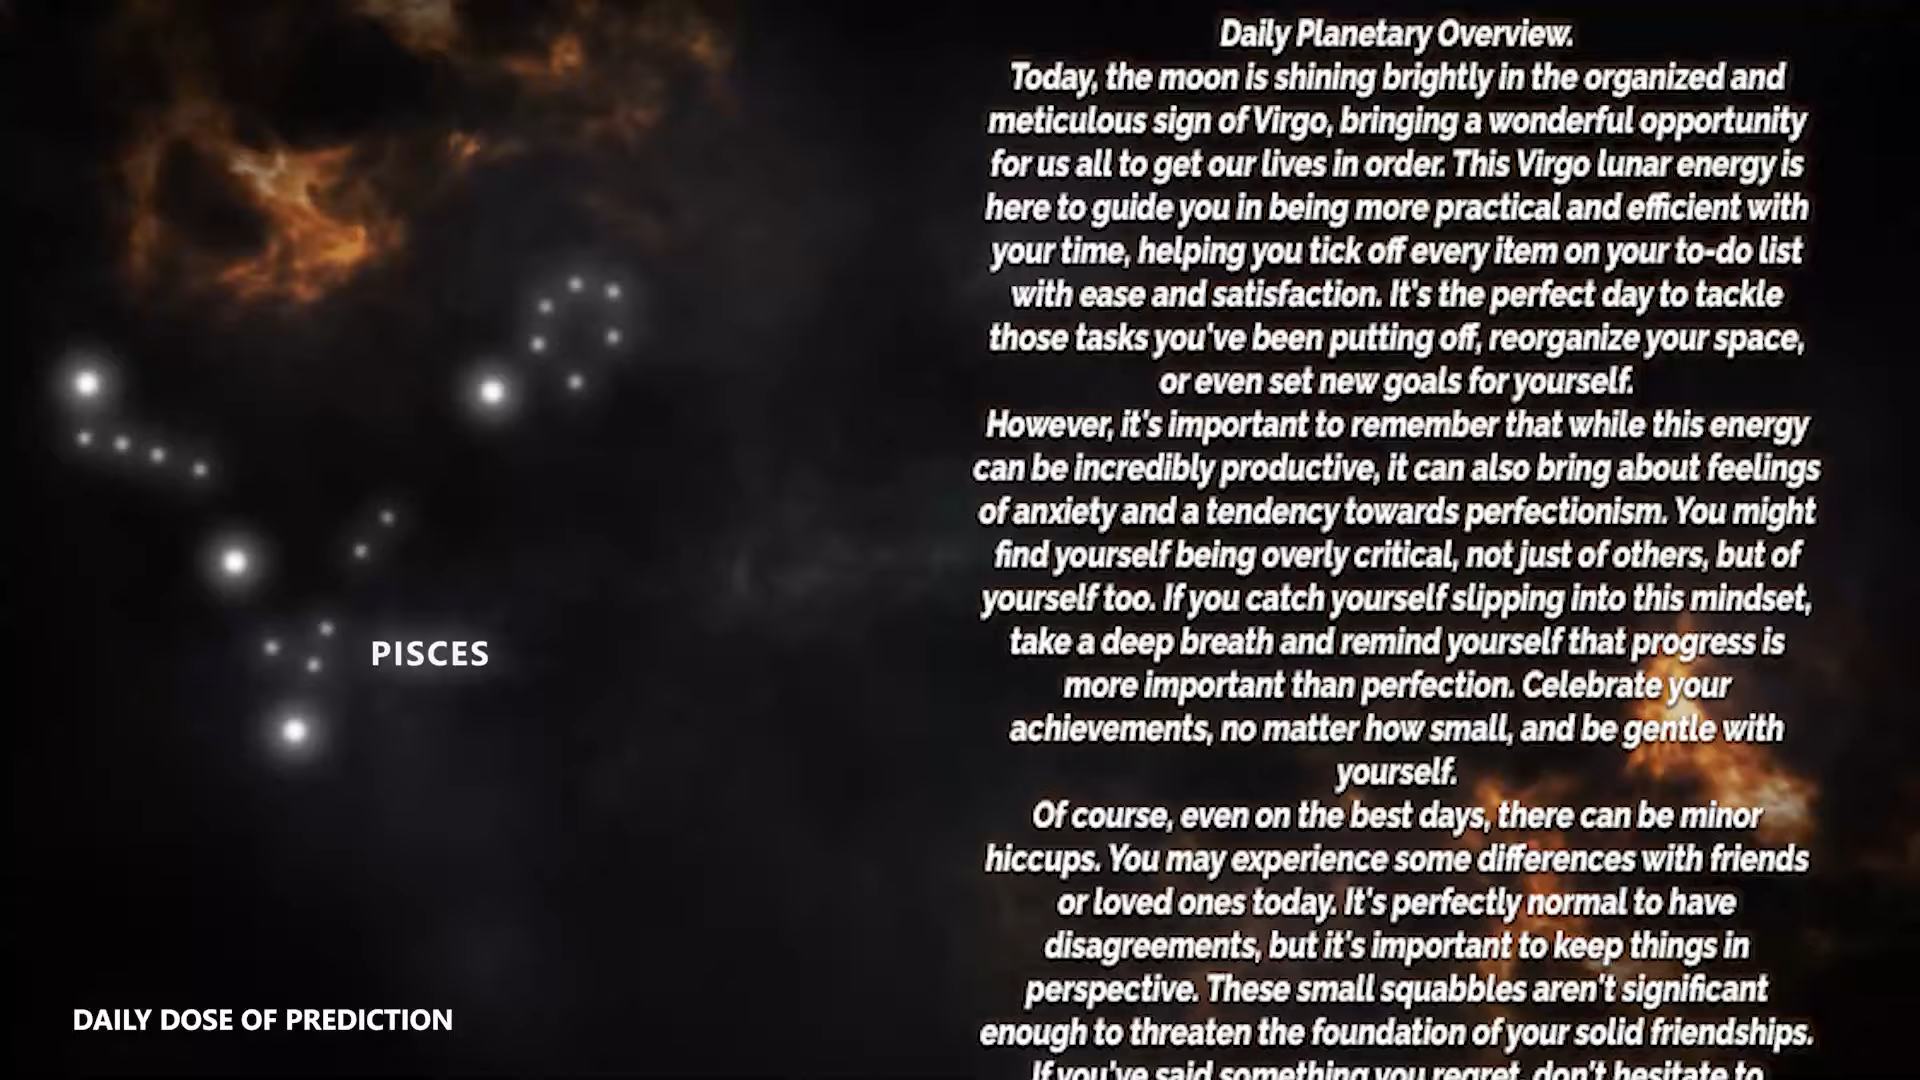 Daily Planetary Overview.
Today, the moon is shining brightly in the organized and
meticulous sign of Virgo, bringing a wonderful opportunity
for us all to get our lives in order. This Virgo lunar energy is
here to guide you in being more practical and efficient with
your time, helping you tick off every item on your to-do list
with ease and satisfaction. It's the perfect day to tackle
those tasks you've been putting off, reorganize your space,
or even set new goals for yourself.
However, it's important to remember that while this energy
can be incredibly productive, it can also bring about feelings
of anxiety and a tendency towards perfectionism. You might
find yourself being overly critical, not just of others, but of
yourself too. If you catch yourself slipping into this mindset,
take a deep breath and remind yourself that progress is
more important than perfection. Celebrate your
achievements, no matter how small, and be gentle with
yourself.
Of course, even on the best days, there can be minor
hiccups. You may experience some differences with friends
or loved ones today. It's perfectly normal to have
disagreements, but it's important to keep things in
perspective. These small squabbles aren't significant
enough to threaten the foundation of your solid friendships.
If you've said something you regret, don't hesitate to
PISCES
DAILY DOSE OF PREDICTION